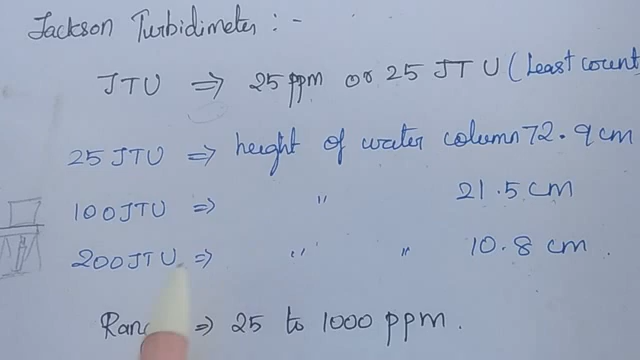 Jackson Turbidimeter :-
JTU ⇒ 25 ppm or 25 JTU (Least count
25 JTU ⇒ height of water column 72.9 cm
100 JTU ⇒ " 21.5 cm
200 JTU ⇒ " " 10.8 cm.
⇒ 25 to 1000 ppm.